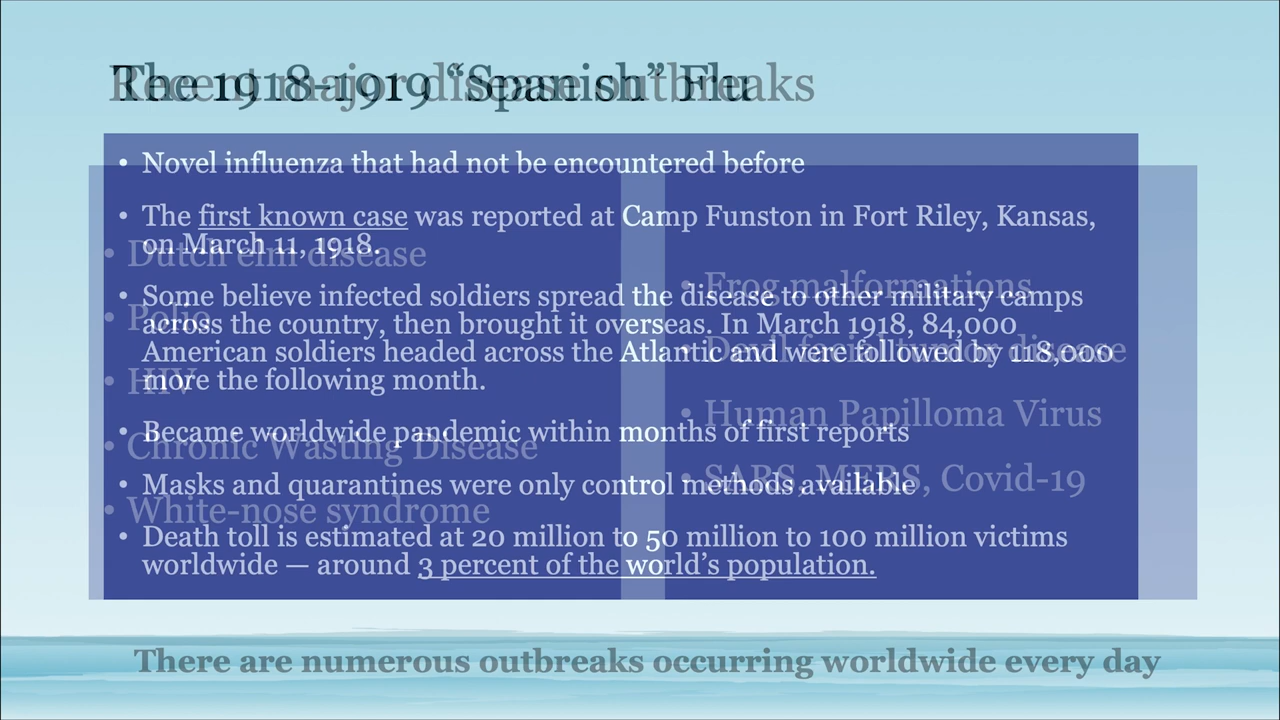 The 1918-1919 “Spanish” Flu
Recent major disease outbreaks
• Novel influenza that had not be encountered before
• The first known case was reported at Camp Funston in Fort Riley, Kansas,
on March 11, 1918.
• Some believe infected soldiers spread the disease to other military camps
across the country, then brought it overseas. In March 1918, 84,000
American soldiers headed across the Atlantic and were followed by 118,000
more the following month.
• Became worldwide pandemic within months of first reports
• Masks and quarantines were only control methods available
• Death toll is estimated at 20 million to 50 million to 100 million victims
worldwide — around 3 percent of the world’s population.
• Dutch elm disease
• Polio
• HIV
• Chronic Wasting Disease
• White-nose syndrome
• Frog malformations
• Devil facial tumor disease
• Human Papilloma Virus
• SARS, MERS, Covid-19
There are numerous outbreaks occurring worldwide every day